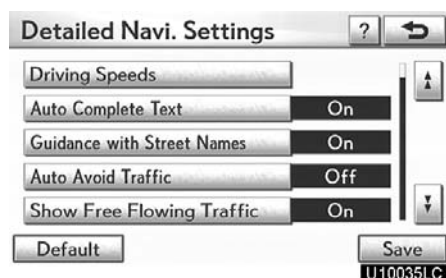 Detailed Navi. Settings ?
Driving Speeds
Auto Complete Text On
Guidance with Street Names On
Auto Avoid Traffic Off
Show Free Flowing Traffic On
Default Save
U10035LC